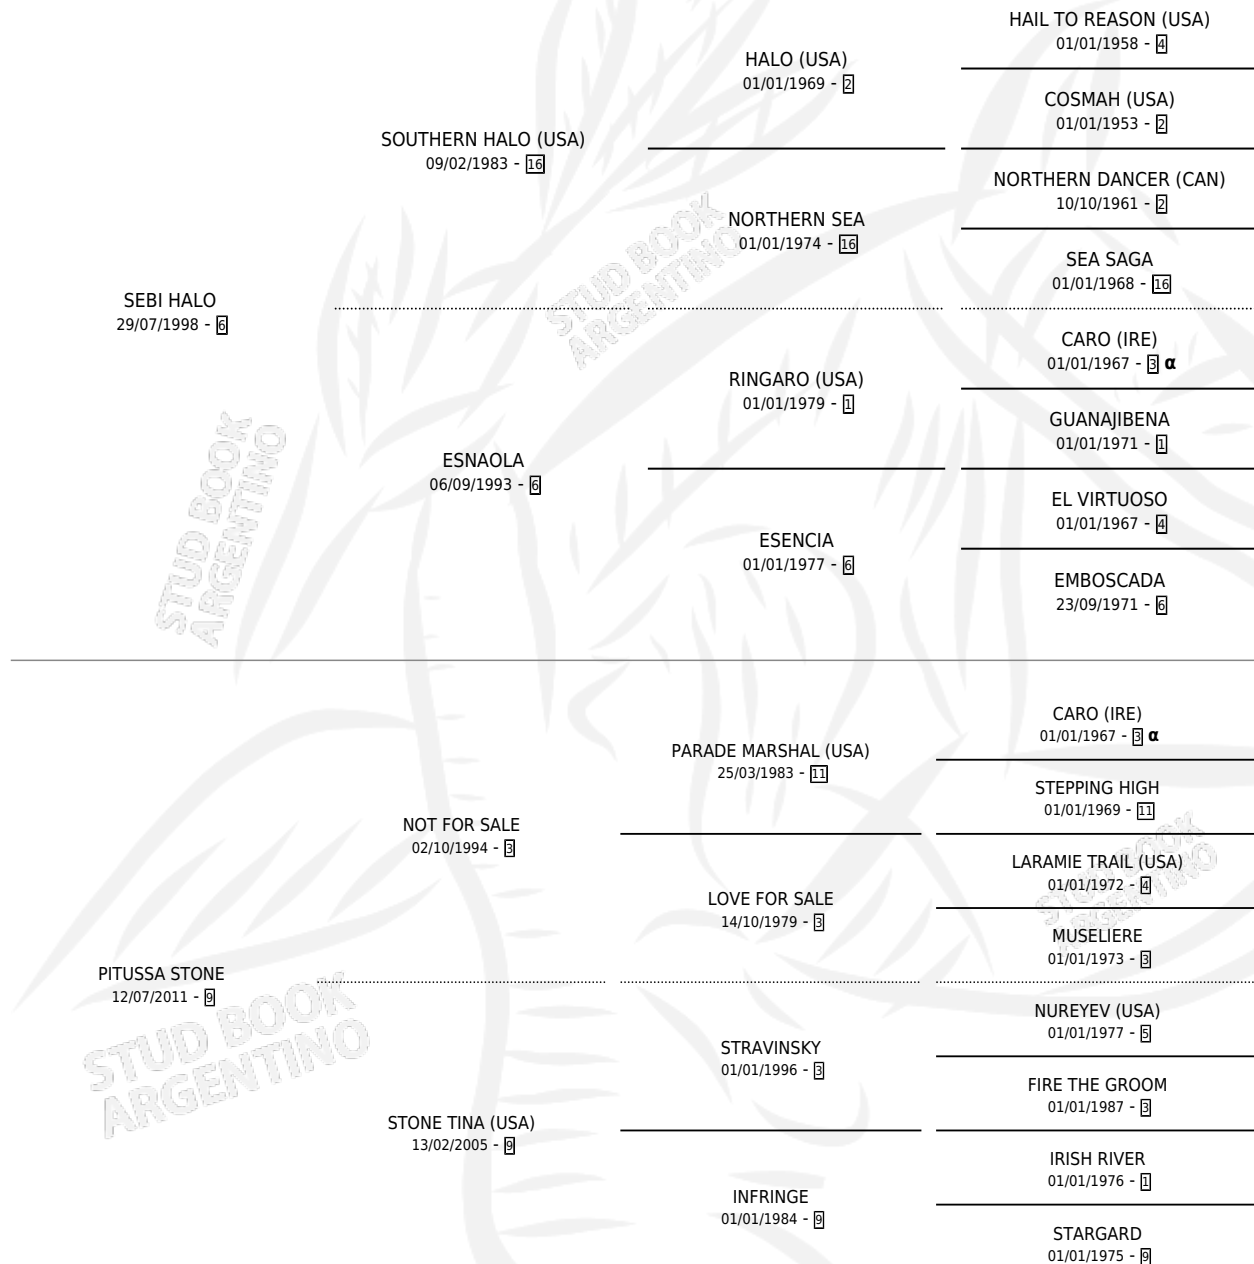 HAIL TO REASON (USA)
01/01/1958 - 4
HALO (USA)
01/01/1969 - 2
COSMAH (USA)
01/01/1953 - 2
SOUTHERN HALO (USA)
09/02/1983 - 16
NORTHERN DANCER (CAN)
10/10/1961 - 2
NORTHERN SEA
01/01/1974 - 16
SEA SAGA
01/01/1968 - 16
SEBI HALO
29/07/1998 - 6
STUD BOOK
ARGENTINO
CARO (IRE)
01/01/1967 - 3 α
RINGARO (USA)
01/01/1979 - 1
GUANAJIBENA
01/01/1971 - 1
ESNAOLA
06/09/1993 - 6
EL VIRTUOSO
01/01/1967 - 4
ESENCIA
01/01/1977 - 6
EMBOSCADA
23/09/1971 - 6
STUD BOOK
ARGENTINO
CARO (IRE)
01/01/1967 - 3 α
PARADE MARSHAL (USA)
25/03/1983 - 11
STEPPING HIGH
01/01/1969 - 11
NOT FOR SALE
02/10/1994 - 3
LARAMIE TRAIL (USA)
01/01/1972 - 4
STUD BOOK
ARGENTINO
LOVE FOR SALE
14/10/1979 - 3
MUSELIERE
01/01/1973 - 3
PITUSSA STONE
12/07/2011 - 9
STUD BOOK
ARGENTINO
NUREYEV (USA)
01/01/1977 - 5
STRAVINSKY
01/01/1996 - 3
FIRE THE GROOM
01/01/1987 - 3
STONE TINA (USA)
13/02/2005 - 9
IRISH RIVER
01/01/1976 - 1
INFRINGE
01/01/1984 - 9
STARGARD
01/01/1975 - 9